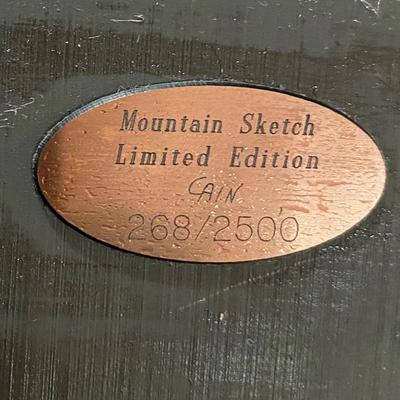 Mountain Sketch
Limited Edition
CAIN
268/2500